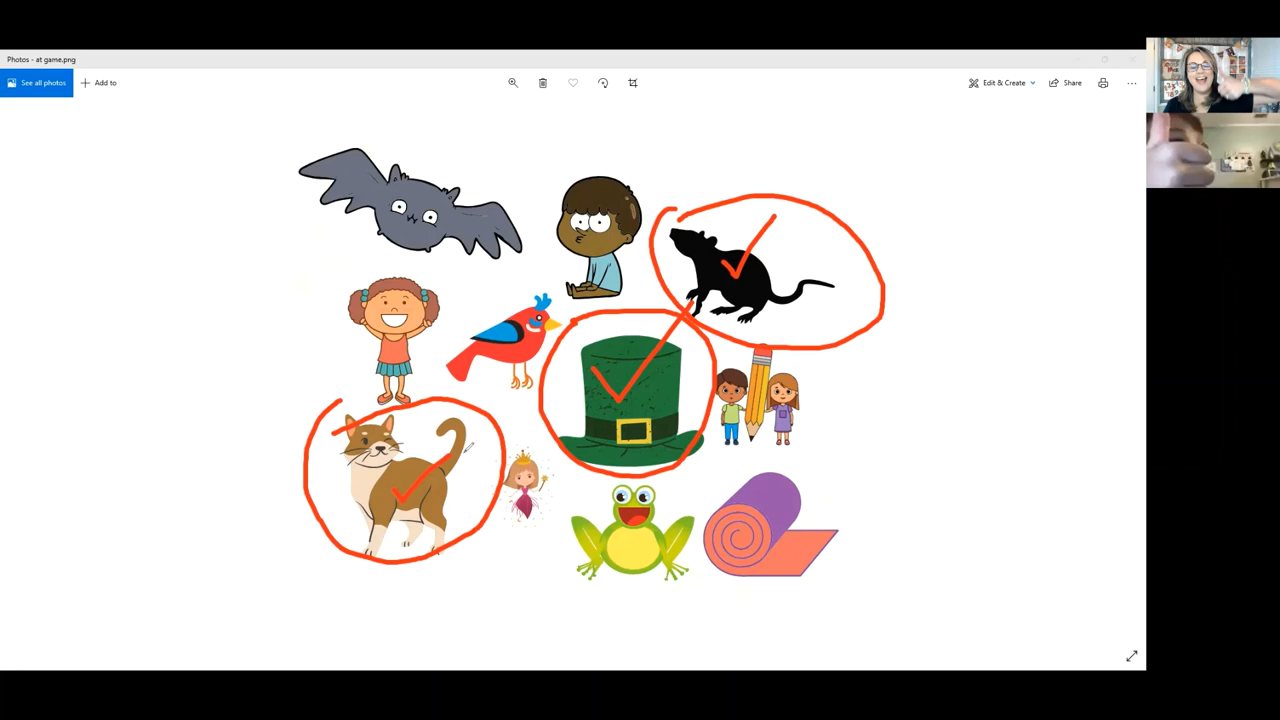 Photos - at game.png
See all photos
Add to
Edit & Create
Share